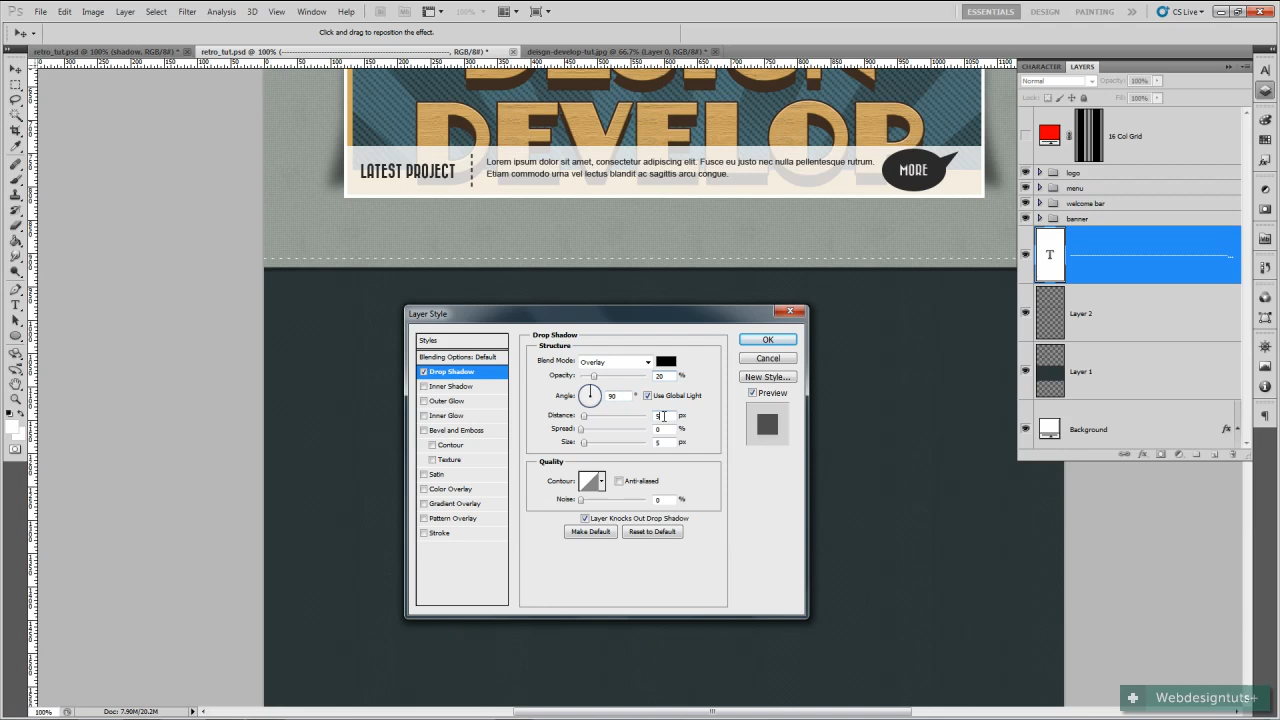 Ps File Edit Image Layer Select Filter Analysis 3D View Window Help 100% ESSENTIALS DESIGN PAINTING CS Live
Click and drag to reposition the effect.
retro_tut.psd @ 100% (shadow, RGB/8#) *
retro_tut.psd @ 100% (----------------------------------------, RGB/8#) *
deisgn-develop-tut.jpg @ 66.7% (Layer 0, RGB/8#) *
DESIGN
DEVELOP
LATEST PROJECT
Lorem ipsum dolor sit amet, consectetur adipiscing elit. Fusce eu justo nec nulla pellentesque rutrum.
Etiam commodo urna vel lectus blandit ac sagittis arcu congue.
MORE
CHARACTER LAYERS
Normal Opacity: 100%
Lock: Fill: 100%
16 Col Grid
logo
menu
welcome bar
banner
T
Layer 2
Layer 1
Background fx
Layer Style
Styles
Blending Options: Default
Drop Shadow
Inner Shadow
Outer Glow
Inner Glow
Bevel and Emboss
Contour
Texture
Satin
Color Overlay
Gradient Overlay
Pattern Overlay
Stroke
Drop Shadow
Structure
Blend Mode: Overlay
Opacity: 20 %
Angle: 90 ° Use Global Light
Distance: 5 px
Spread: 0 %
Size: 5 px
Quality
Contour: Anti-aliased
Noise: 0 %
Layer Knocks Out Drop Shadow
Make Default Reset to Default
OK
Cancel
New Style...
Preview
100% Doc: 7.90M/20.2M
Webdesigntuts+